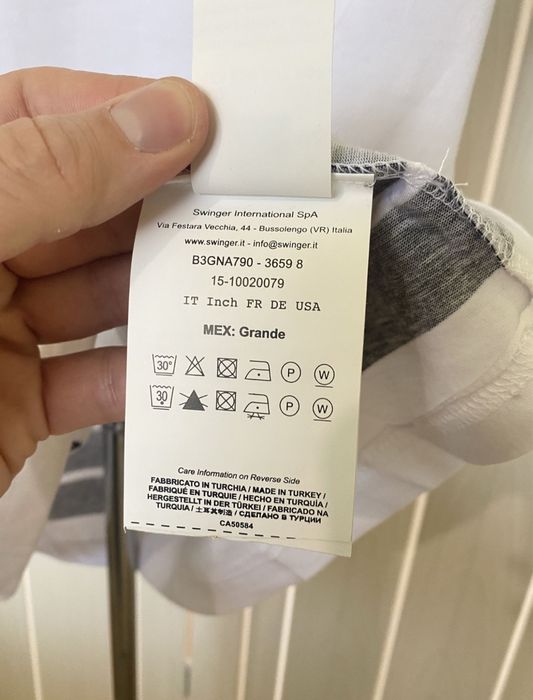 Swinger International SpA
Via Festara Vecchia, 44 - Bussolengo (VR) Italia
www.swinger.it - info@swinger.it
B3GNA790 - 3659 8
15-10020079
IT Inch FR DE USA
MEX: Grande
30° P W
30 P W
Care Information on Reverse Side
FABBRICATO IN TURCHIA / MADE IN TURKEY /
FABRIQUÉ EN TURQUIE / HECHO EN TURQUÍA /
HERGESTELLT IN DER TÜRKEI / FABRICADO NA
TURQUIA / 土耳其制造 / СДЕЛАНО В ТУРЦИИ
CA50584